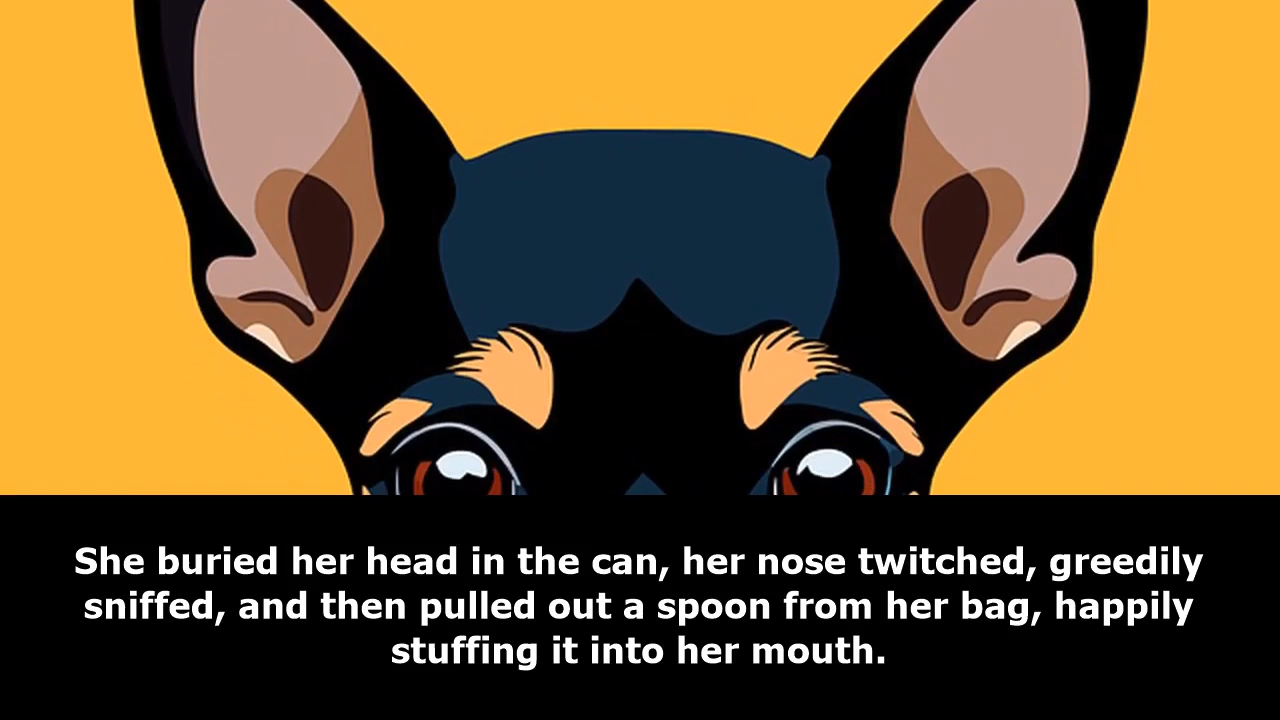 She buried her head in the can, her nose twitched, greedily
sniffed, and then pulled out a spoon from her bag, happily
stuffing it into her mouth.